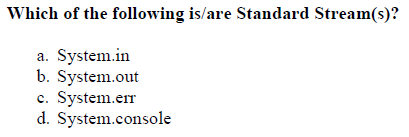 Which of the following is/are Standard Stream(s)?
a. System.in
b. System.out
c. System.err
d. System.console